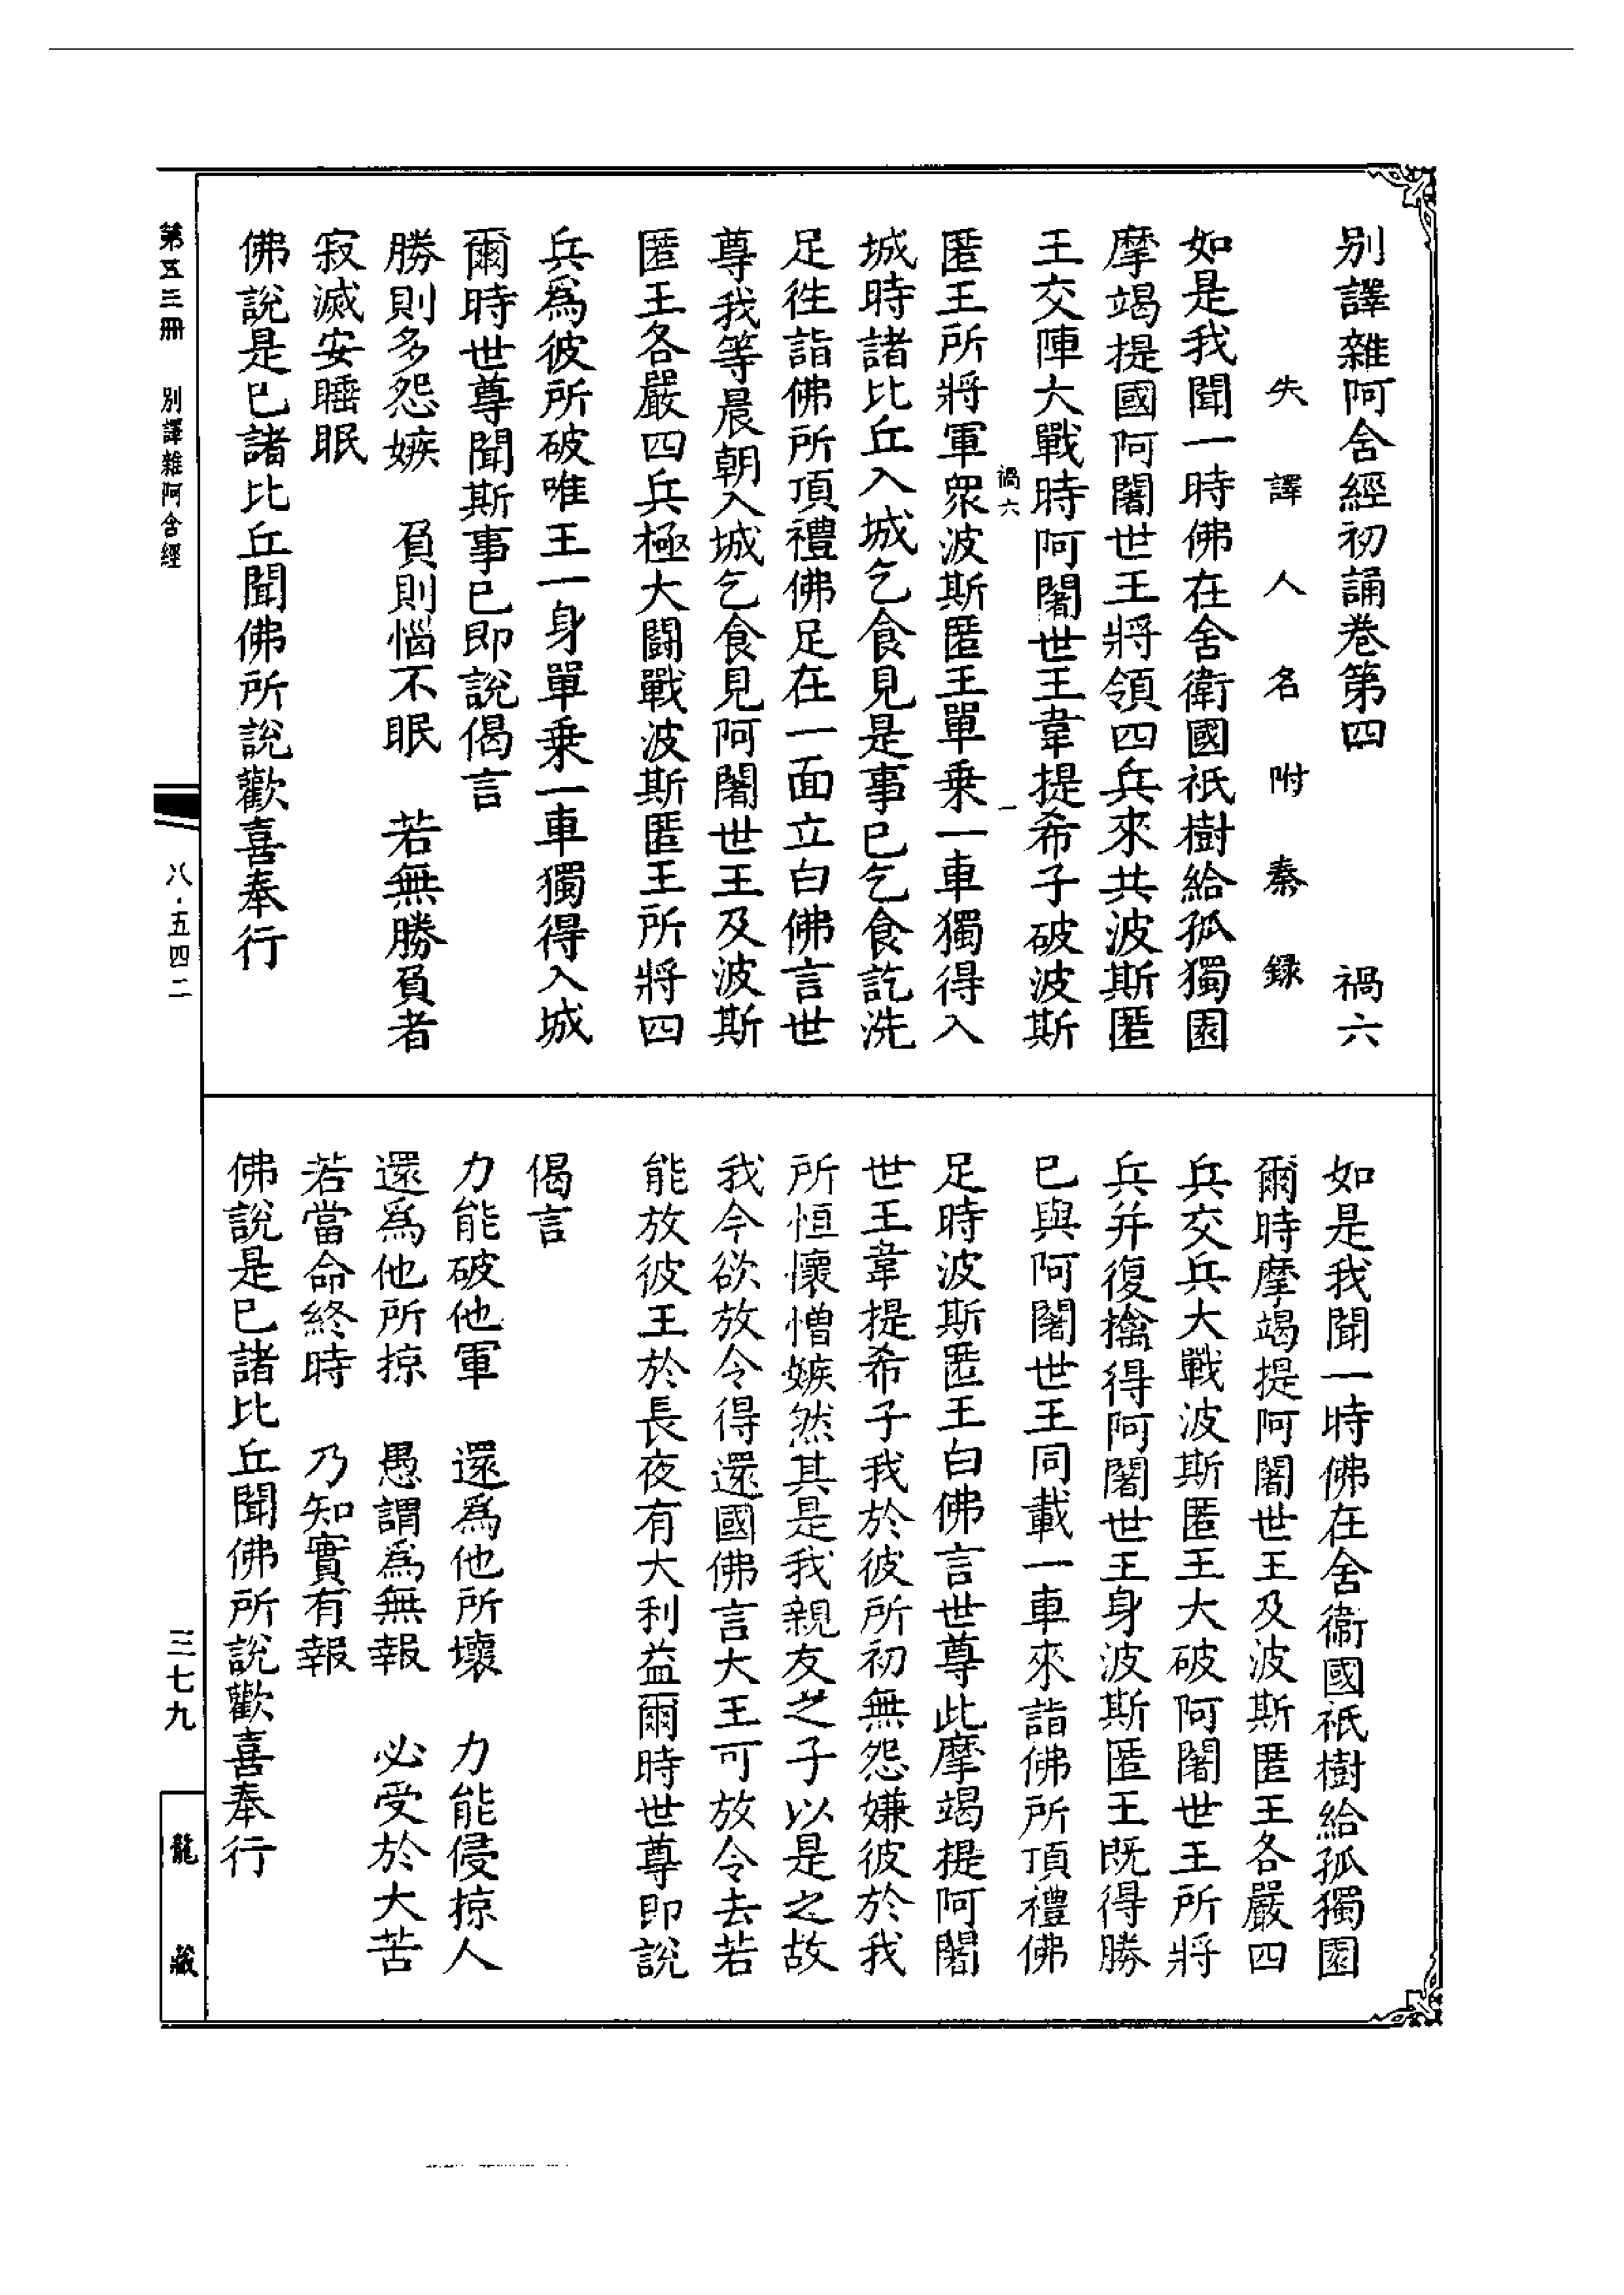 别譯雜阿含經初誦卷第四　禍六
失譯人名附秦録
如是我聞一時佛在舍衛國祇樹給孤獨園
摩竭提國阿闍世王將領四兵來共波斯匿
王交陣大戰時阿闍世王韋提希子破波斯
禍六　一
匿王所將軍衆波斯匿王單乗一車獨得入
城時諸比丘入城乞食見是事已乞食訖洗
足徃詣佛所頂禮佛足在一面立白佛言世
尊我等晨朝入城乞食見阿闍世王及波斯
匿王各嚴四兵極大鬪戰波斯匿王所將四
兵爲彼所破唯王一身單乗一車獨得入城
爾時世尊聞斯事已即說偈言
勝則多怨嫉　負則惱不眠　若無勝負者
寂滅安睡眠
佛說是已諸比丘聞佛所說歡喜奉行
如是我聞一時佛在舍衞國祇樹給孤獨園
爾時摩竭提阿闍世王及波斯匿王各嚴四
兵交兵大戰波斯匿王大破阿闍世王所將
兵并復擒得阿闍世王身波斯匿王既得勝
已與阿闍世王同載一車來詣佛所頂禮佛
足時波斯匿王白佛言世尊此摩竭提阿闍
世王韋提希子我於彼所初無怨嫌彼於我
所恒懷憎嫉然其是我親友之子以是之故
我今欲放令得還國佛言大王可放令去若
能放彼王於長夜有大利益爾時世尊即說
偈言
力能破他軍　還爲他所壞　力能侵掠人
還爲他所掠　愚謂爲無報　必受於大苦
若當命終時　乃知實有報
佛說是已諸比丘聞佛所說歡喜奉行
第五三冊　别譯雜阿含經
八·五四二
三七九
龍藏